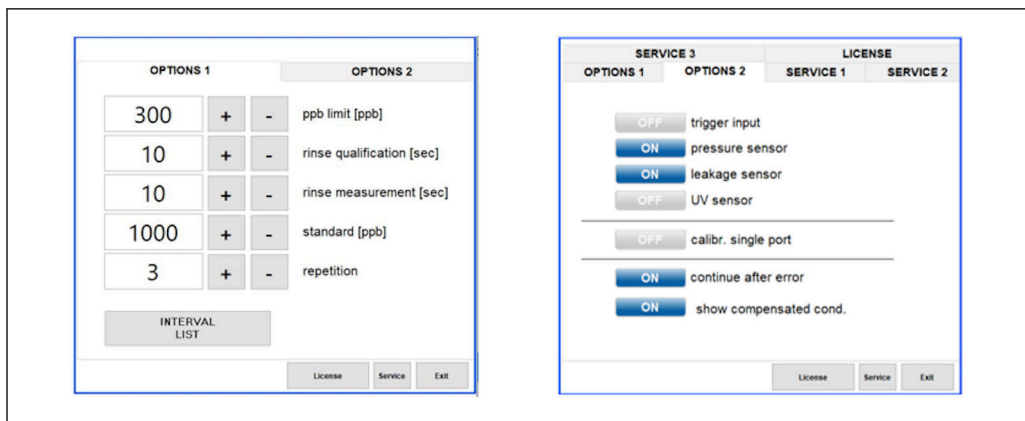 OPTIONS 1 OPTIONS 2
300 + - ppb limit [ppb]
10 + - rinse qualification [sec]
10 + - rinse measurement [sec]
1000 + - standard [ppb]
3 + - repetition
INTERVAL
LIST
License Service Exit
SERVICE 3 LICENSE
OPTIONS 1 OPTIONS 2 SERVICE 1 SERVICE 2
OFF trigger input
ON pressure sensor
ON leakage sensor
OFF UV sensor
OFF calibr. single port
ON continue after error
ON show compensated cond.
License Service Exit